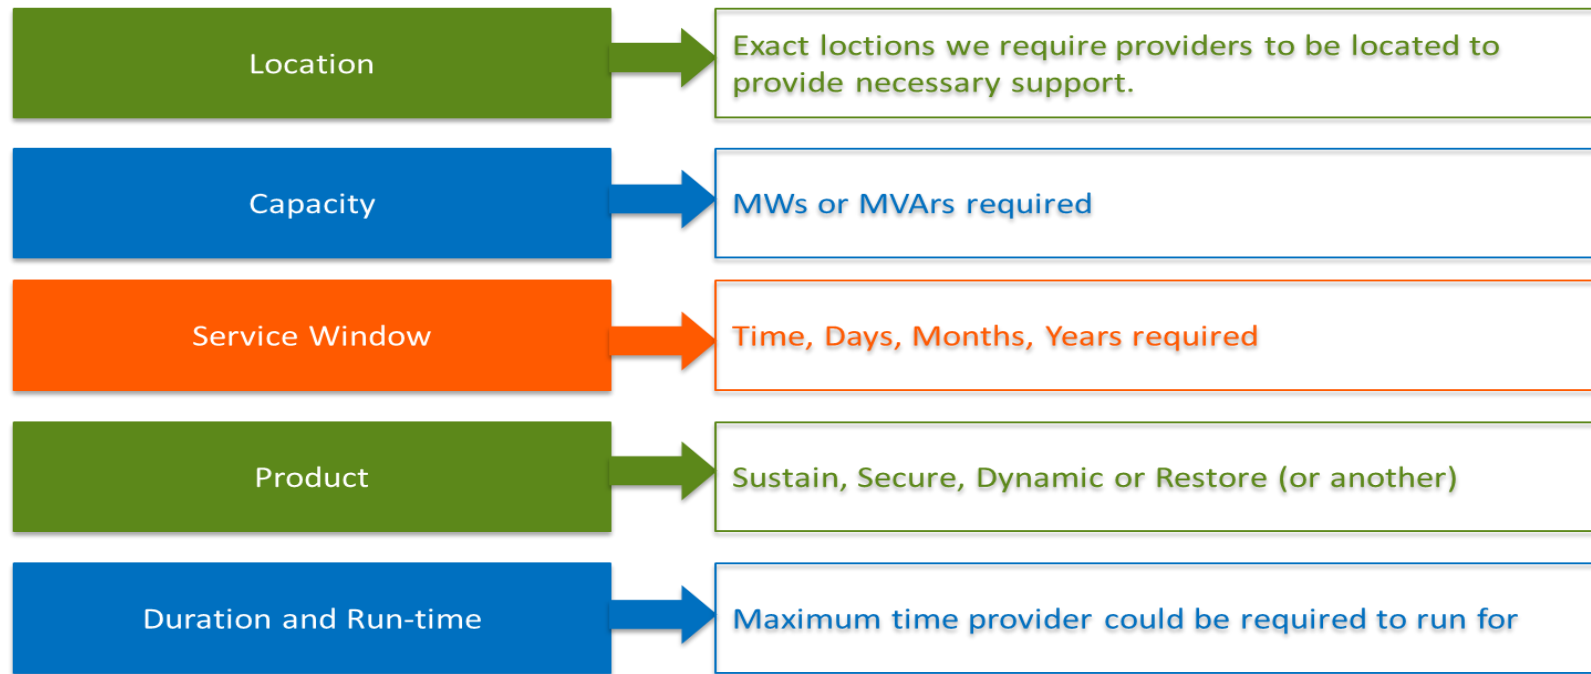 Location
Exact loctions we require providers to be located to
provide necessary support.
Capacity
MWs or MVArs required
Service Window
Time, Days, Months, Years required
Product
Sustain, Secure, Dynamic or Restore (or another)
Duration and Run-time
Maximum time provider could be required to run for